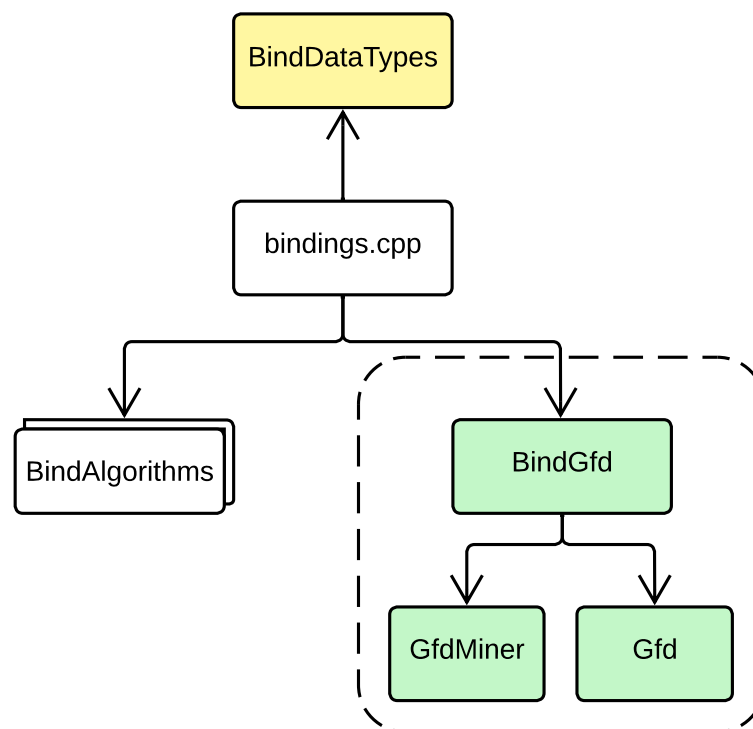 BindDataTypes
bindings.cpp
BindAlgorithms
BindGfd
GfdMiner
Gfd